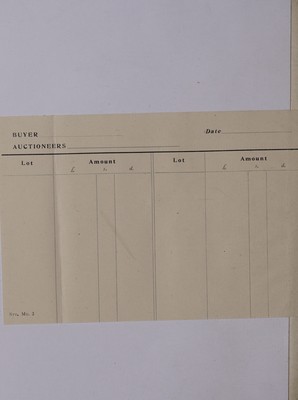 BUYER Date
AUCTIONEERS
Lot Amount Lot Amount
£ s. d. £ s. d.